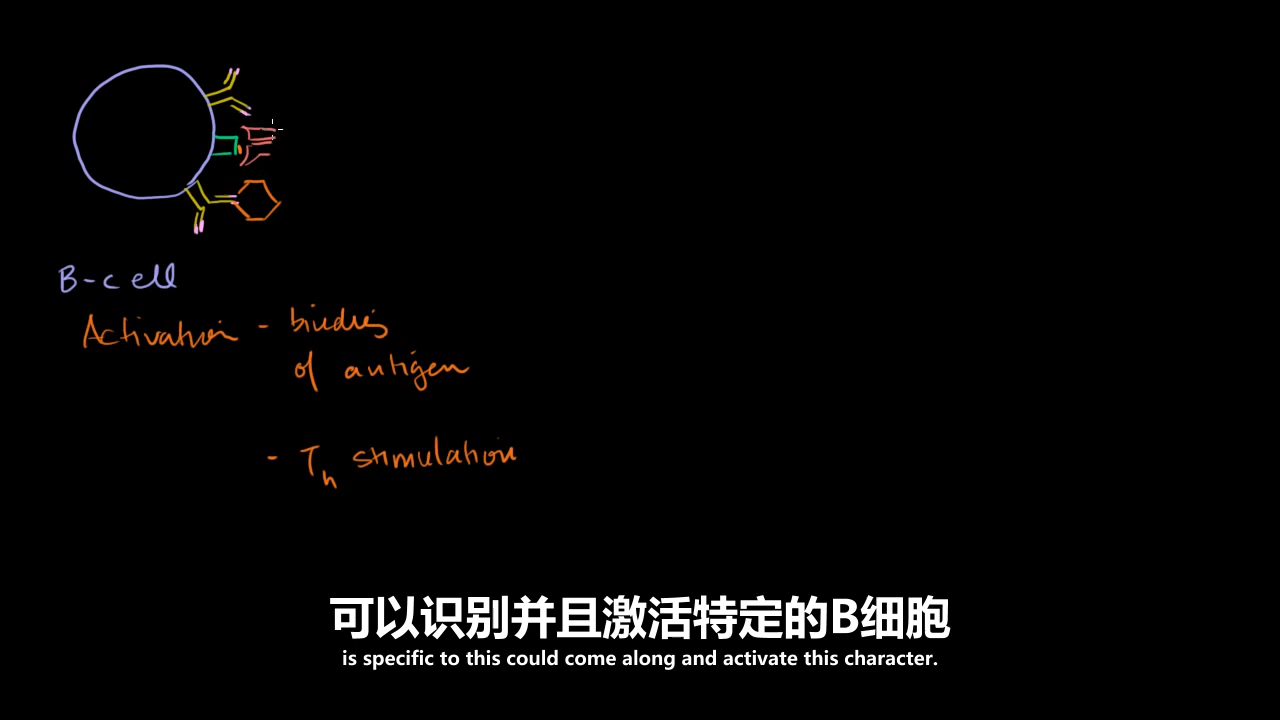 B-cell
Activation - binding
of antigen
- Th stimulation
可以识别并且激活特定的B细胞
is specific to this could come along and activate this character.